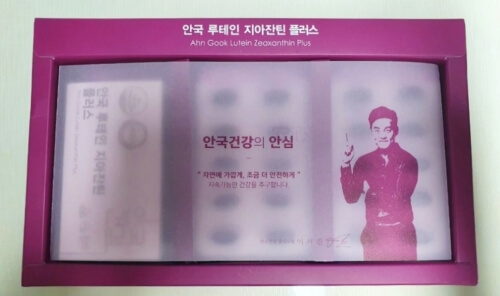 안국 루테인 지아잔틴 플러스
Ahn Gook Lutein Zeaxanthin Plus
안국 루테인 지아잔틴
플러스
안국건강의 안심
" 자연에 가깝게, 조금 더 안전하게 "
지속가능한 건강을 추구합니다.